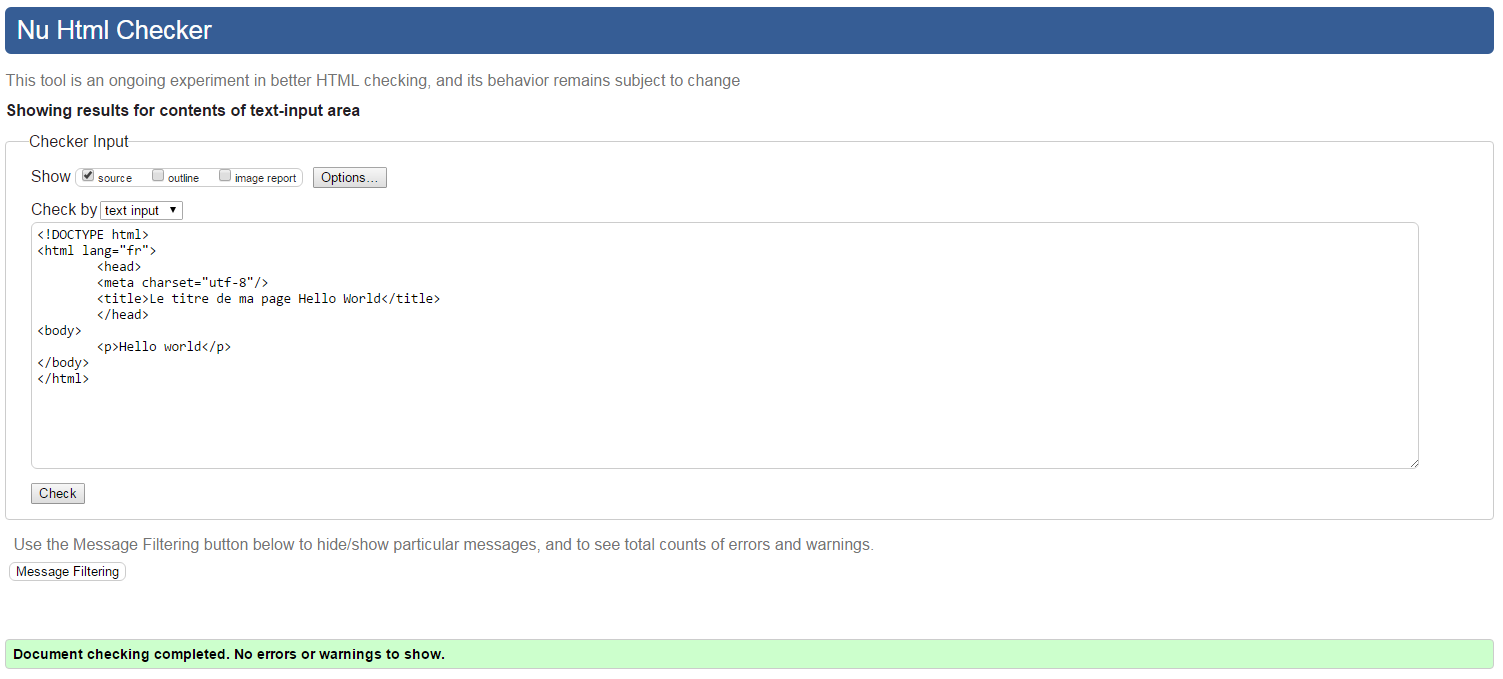 Nu Html Checker
This tool is an ongoing experiment in better HTML checking, and its behavior remains subject to change
Showing results for contents of text-input area
Checker Input
Show source outline image report Options...
Check by text input
<!DOCTYPE html>
<html lang="fr">
<head>
<meta charset="utf-8"/>
<title>Le titre de ma page Hello World</title>
</head>
<body>
<p>Hello world</p>
</body>
</html>
Check
Use the Message Filtering button below to hide/show particular messages, and to see total counts of errors and warnings.
Message Filtering
Document checking completed. No errors or warnings to show.